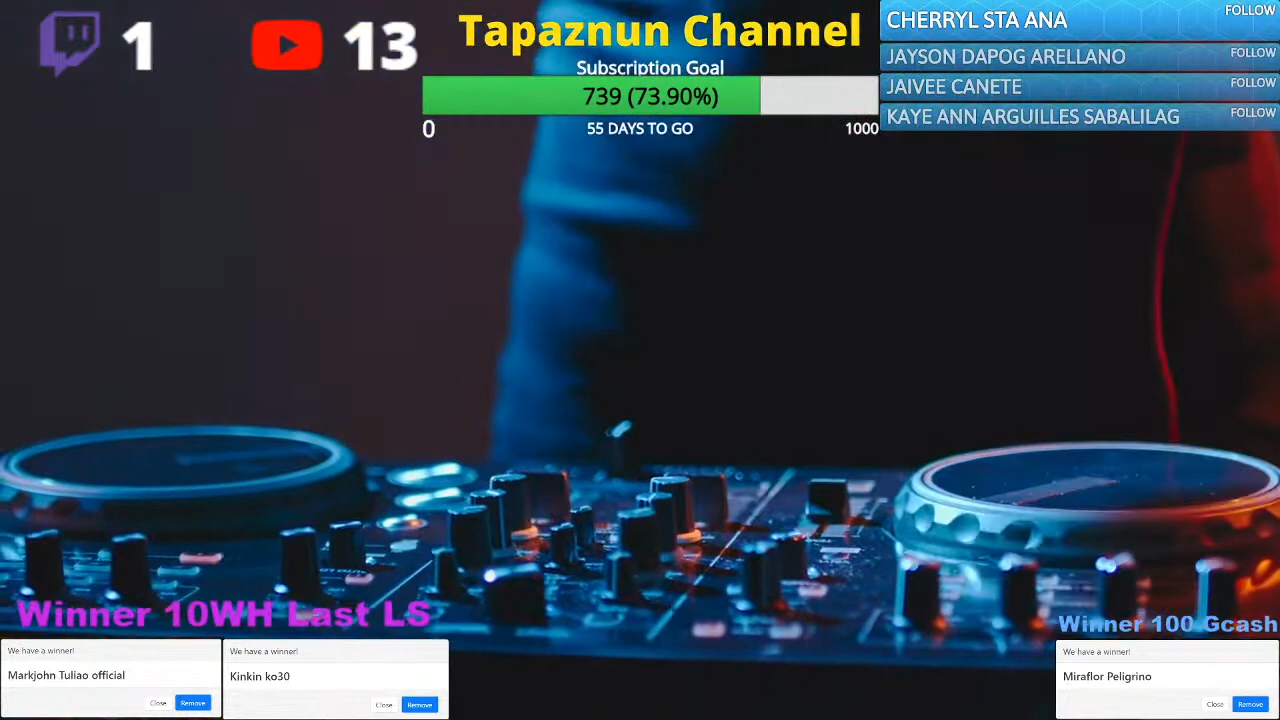 1
13
Tapaznun Channel
Subscription Goal
739 (73.90%)
0
55 DAYS TO GO
1000
CHERRYL STA ANA
FOLLOW
JAYSON DAPOG ARELLANO
FOLLOW
JAIVEE CANETE
FOLLOW
KAYE ANN ARGUILLES SABALILAG
FOLLOW
Winner 10WH Last LS
Winner 100 Gcash
We have a winner!
Markjohn Tuliao official
Close Remove
We have a winner!
Kinkin ko30
Close Remove
We have a winner!
Miraflor Peligrino
Close Remove